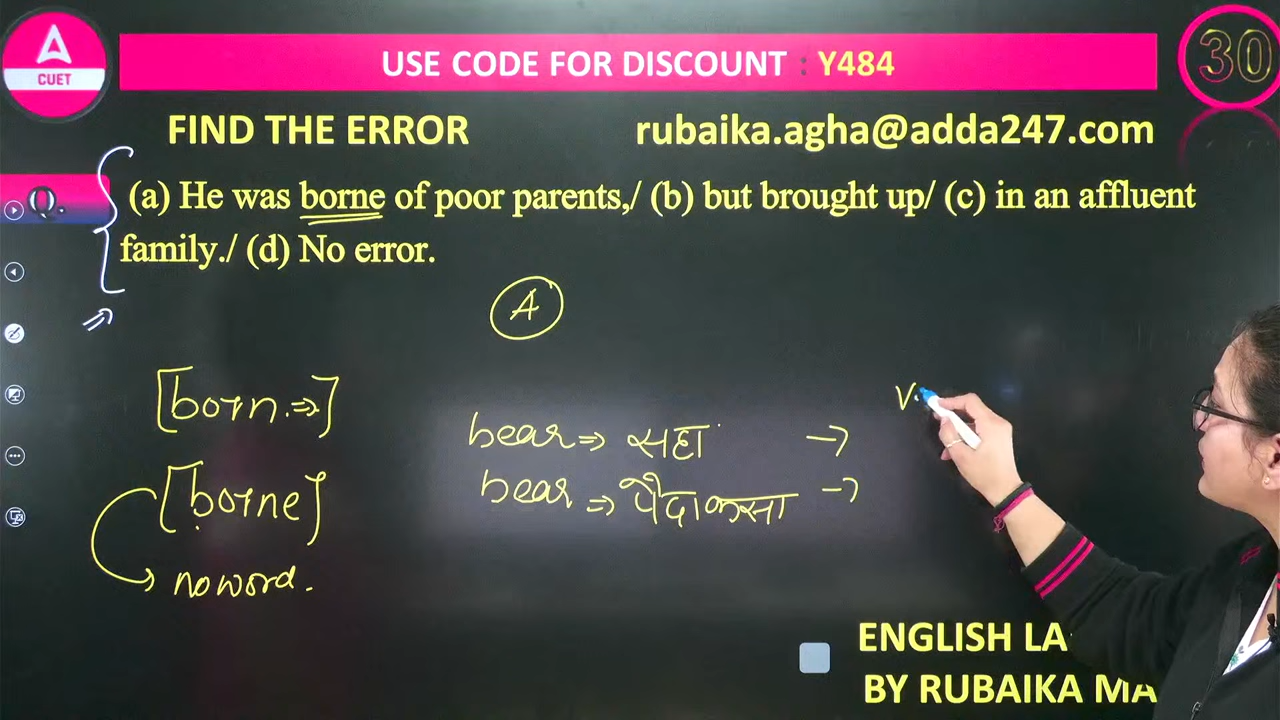 CUET
USE CODE FOR DISCOUNT : Y484
30
FIND THE ERROR
rubaika.agha@adda247.com
Q.
(a) He was borne of poor parents,/ (b) but brought up/ (c) in an affluent
family./ (d) No error.
A
[born.⇒]
bear ⇒ सहा →
V.
[borne]
bear ⇒ पैदा कसा →
no word.
ENGLISH LA
BY RUBAIKA MA